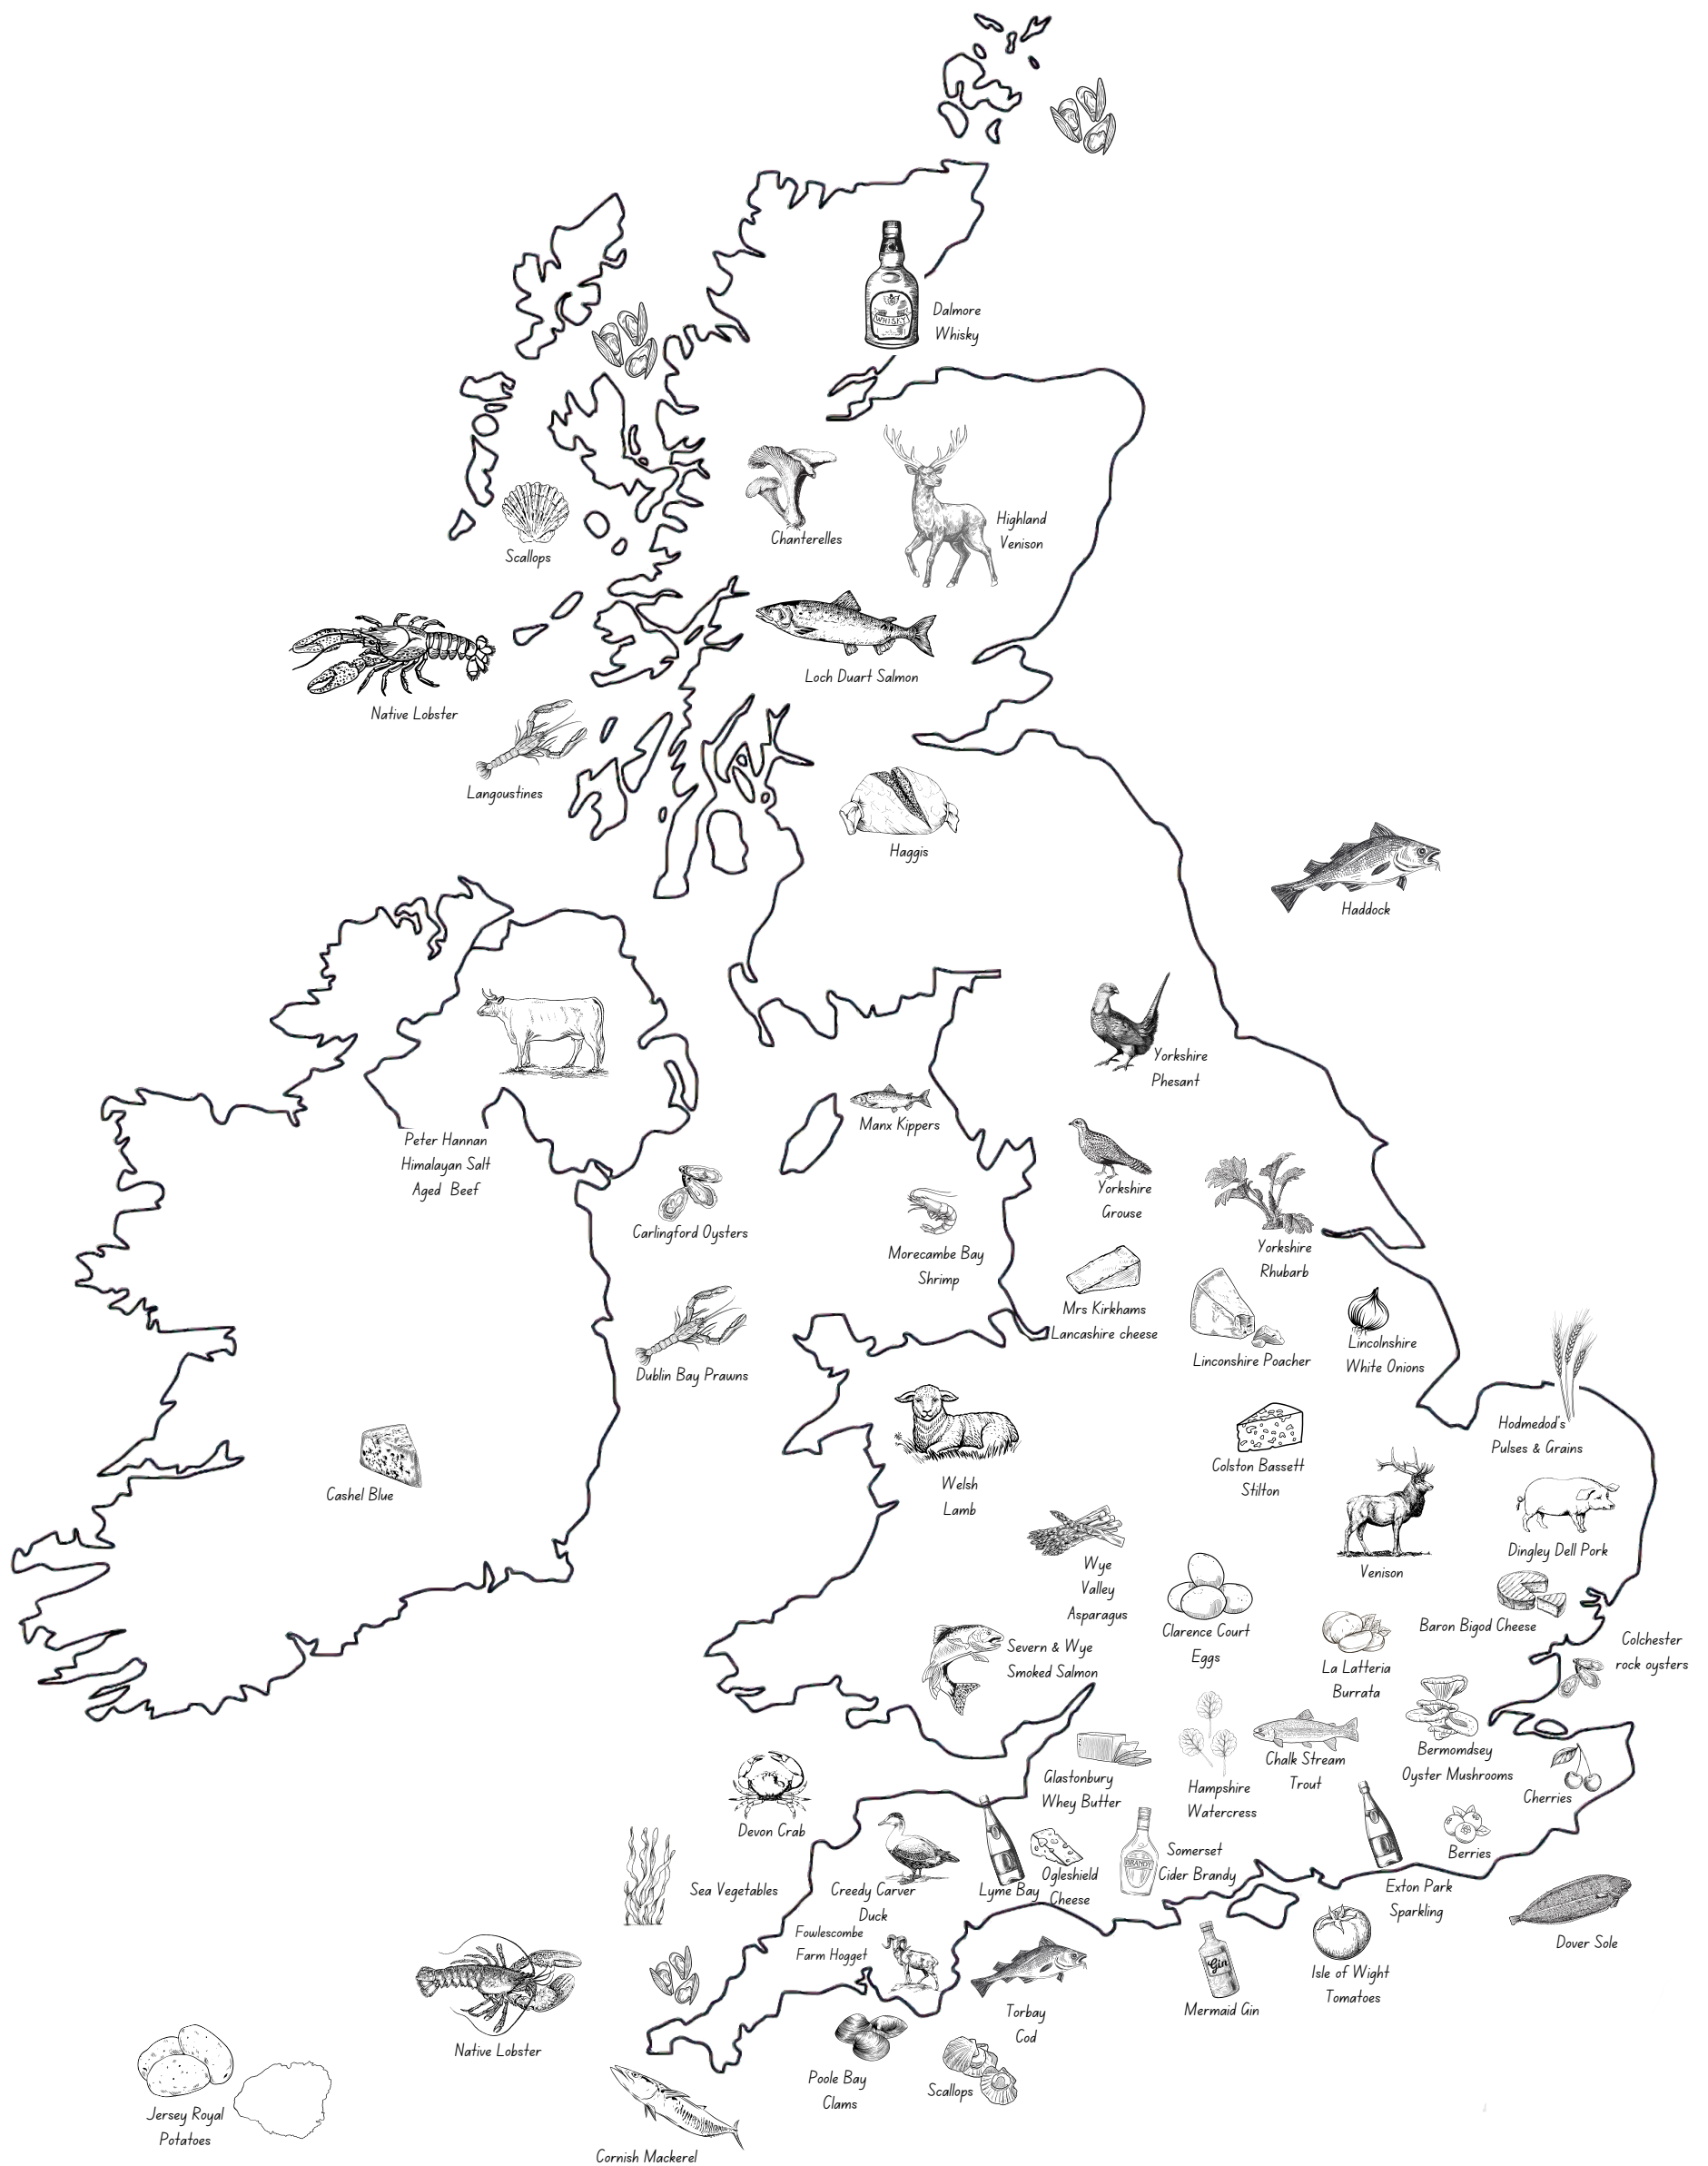 WHISKY
Dalmore
Whisky
Chanterelles
Highland
Venison
Scallops
Loch Duart Salmon
Native Lobster
Langoustines
Haggis
Haddock
Yorkshire
Phesant
Manx Kippers
Peter Hannan
Himalayan Salt
Aged Beef
Yorkshire
Grouse
Carlingford Oysters
Yorkshire
Rhubarb
Morecambe Bay
Shrimp
Mrs Kirkhams
Lancashire cheese
Linconshire Poacher
Lincolnshire
White Onions
Dublin Bay Prawns
Hodmedod's
Pulses & Grains
Cashel Blue
Welsh
Lamb
Colston Bassett
Stilton
Dingley Dell Pork
Venison
Wye
Valley
Asparagus
Clarence Court
Eggs
Baron Bigod Cheese
Colchester
rock oysters
Severn & Wye
Smoked Salmon
La Latteria
Burrata
Glastonbury
Whey Butter
Hampshire
Watercress
Chalk Stream
Trout
Bermomdsey
Oyster Mushrooms
Cherries
Devon Crab
Berries
Sea Vegetables
Creedy Carver
Duck
Lyme Bay
Ogleshield
Cheese
BRANDY
Somerset
Cider Brandy
Exton Park
Sparkling
Fowlescombe
Farm Hogget
Dover Sole
Gin
Mermaid Gin
Isle of Wight
Tomatoes
Torbay
Cod
Native Lobster
Poole Bay
Clams
Scallops
Jersey Royal
Potatoes
Cornish Mackerel